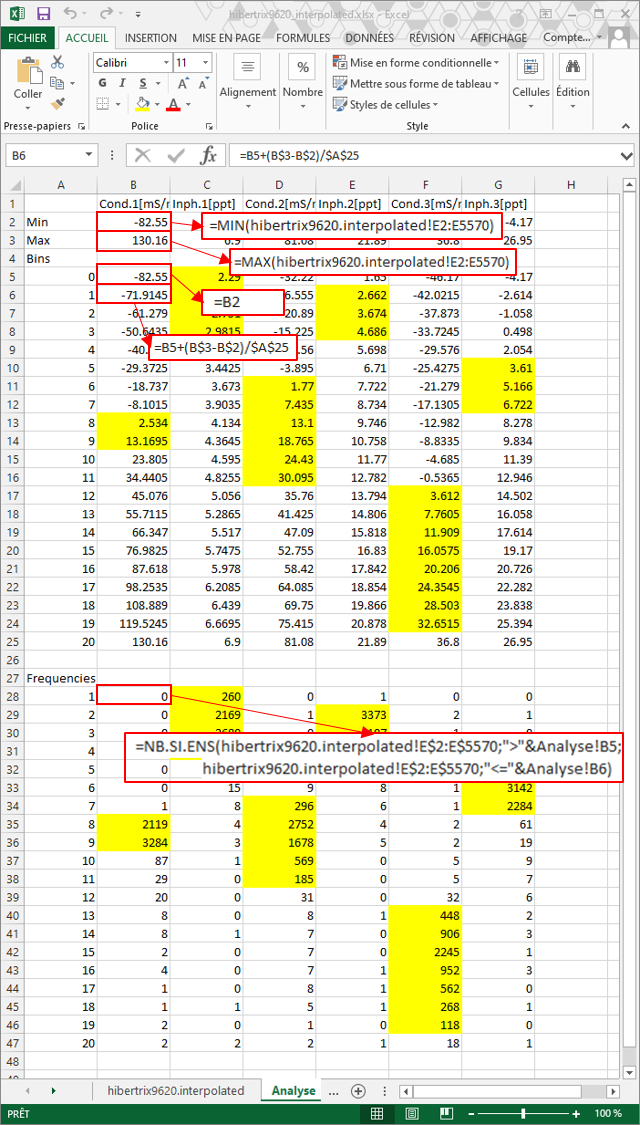 hibertrix9620_interpolated.xlsx - Excel
FICHIER ACCUEIL INSERTION MISE EN PAGE FORMULES DONNÉES RÉVISION AFFICHAGE Compte...
Coller
Calibri 11
G I S A A
A
Alignement
%
Nombre
Mise en forme conditionnelle
Mettre sous forme de tableau
Styles de cellules
Cellules
Édition
Presse-papiers Police Style
B6 fx =B5+(B$3-B$2)/$A$25
A B C D E F G H
1 Cond.1[mS/r Inph.1[ppt] Cond.2[mS/r Inph.2[ppt] Cond.3[mS/r Inph.3[ppt]
2 Min -82.55 =MIN(hibertrix9620.interpolated!E2:E5570) -4.17
3 Max 130.16 6.9 81.08 21.89 36.8 26.95
4 Bins =MAX(hibertrix9620.interpolated!E2:E5570)
5 0 -82.55 2.29 -32.22 1.65 -46.17 -4.17
6 1 -71.9145 =B2 6.555 2.662 -42.0215 -2.614
7 2 -61.279 20.89 3.674 -37.873 -1.058
8 3 -50.6435 2.9815 -15.225 4.686 -33.7245 0.498
9 4 -40. =B5+(B$3-B$2)/$A$25 .56 5.698 -29.576 2.054
10 5 -29.3725 3.4425 -3.895 6.71 -25.4275 3.61
11 6 -18.737 3.673 1.77 7.722 -21.279 5.166
12 7 -8.1015 3.9035 7.435 8.734 -17.1305 6.722
13 8 2.534 4.134 13.1 9.746 -12.982 8.278
14 9 13.1695 4.3645 18.765 10.758 -8.8335 9.834
15 10 23.805 4.595 24.43 11.77 -4.685 11.39
16 11 34.4405 4.8255 30.095 12.782 -0.5365 12.946
17 12 45.076 5.056 35.76 13.794 3.612 14.502
18 13 55.7115 5.2865 41.425 14.806 7.7605 16.058
19 14 66.347 5.517 47.09 15.818 11.909 17.614
20 15 76.9825 5.7475 52.755 16.83 16.0575 19.17
21 16 87.618 5.978 58.42 17.842 20.206 20.726
22 17 98.2535 6.2085 64.085 18.854 24.3545 22.282
23 18 108.889 6.439 69.75 19.866 28.503 23.838
24 19 119.5245 6.6695 75.415 20.878 32.6515 25.394
25 20 130.16 6.9 81.08 21.89 36.8 26.95
26
27 Frequencies
28 1 0 260 0 1 0 0
29 2 0 2169 1 3373 2 1
30 3
31 4 =NB.SI.ENS(hibertrix9620.interpolated!E$2:E$5570;">"&Analyse!B5;
32 5 0 hibertrix9620.interpolated!E$2:E$5570;"<="&Analyse!B6)
33 6 0 15 9 8 1 3142
34 7 1 8 296 6 1 2284
35 8 2119 4 2752 4 2 61
36 9 3284 3 1678 5 2 19
37 10 87 1 569 0 5 9
38 11 29 0 185 0 5 7
39 12 20 0 31 0 32 6
40 13 8 0 8 1 448 2
41 14 8 1 7 0 906 3
42 15 2 0 7 0 2245 1
43 16 4 0 7 1 952 3
44 17 1 0 8 1 562 0
45 18 1 1 5 1 268 1
46 19 2 0 1 0 118 0
47 20 2 2 2 1 18 1
48
hibertrix9620.interpolated Analyse ...
PRÊT 100 %